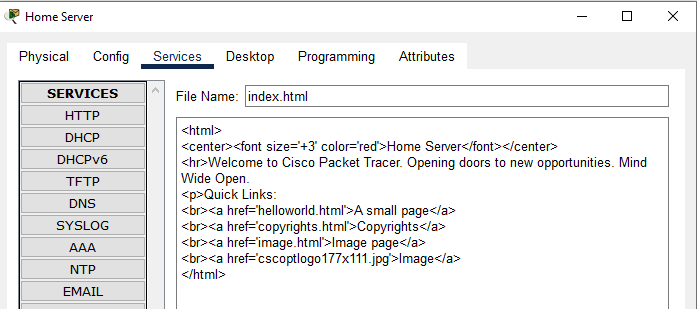 Home Server
Physical Config Services Desktop Programming Attributes
SERVICES
HTTP
DHCP
DHCPv6
TFTP
DNS
SYSLOG
AAA
NTP
EMAIL
File Name: index.html
<html>
<center><font size='+3' color='red'>Home Server</font></center>
<hr>Welcome to Cisco Packet Tracer. Opening doors to new opportunities. Mind
Wide Open.
<p>Quick Links:
<br><a href='helloworld.html'>A small page</a>
<br><a href='copyrights.html'>Copyrights</a>
<br><a href='image.html'>Image page</a>
<br><a href='cscoptlogo177x111.jpg'>Image</a>
</html>